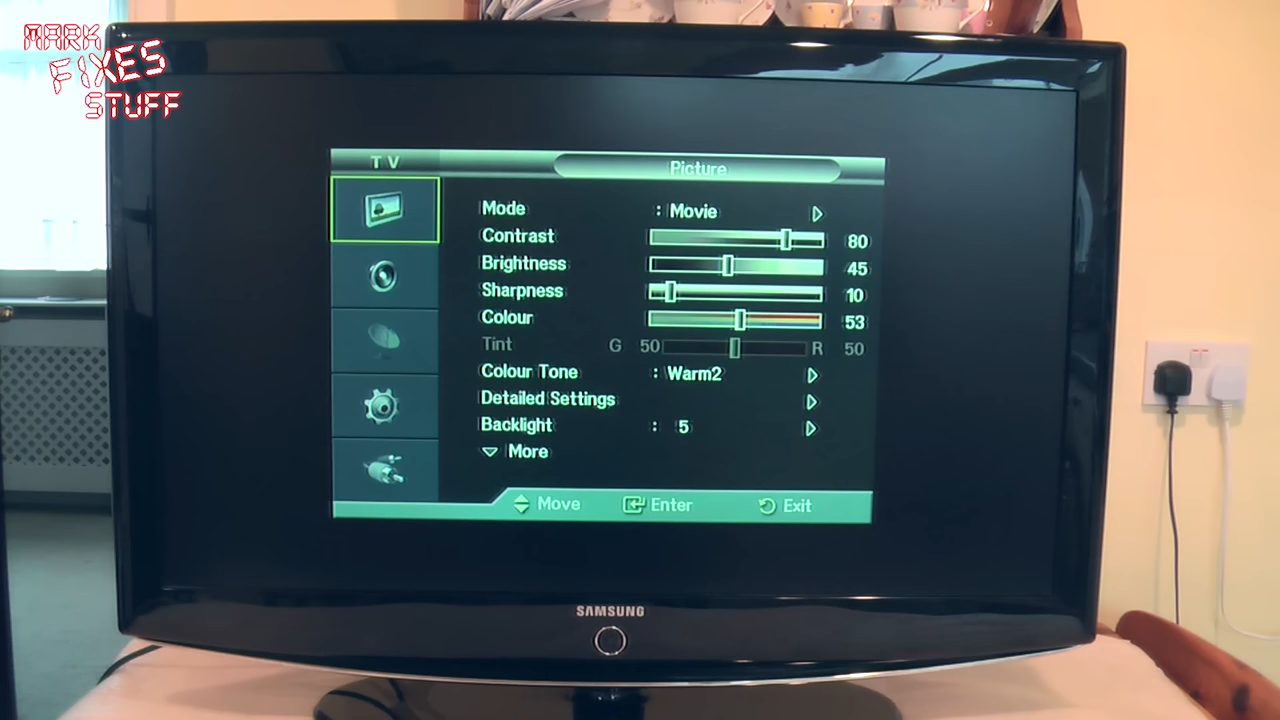 MARK
FIXES
STUFF
TV
Picture
Mode : Movie
Contrast 80
Brightness 45
Sharpness 10
Colour 53
Tint G 50 R 50
Colour Tone : Warm2
Detailed Settings
Backlight : 5
More
Move Enter Exit
SAMSUNG